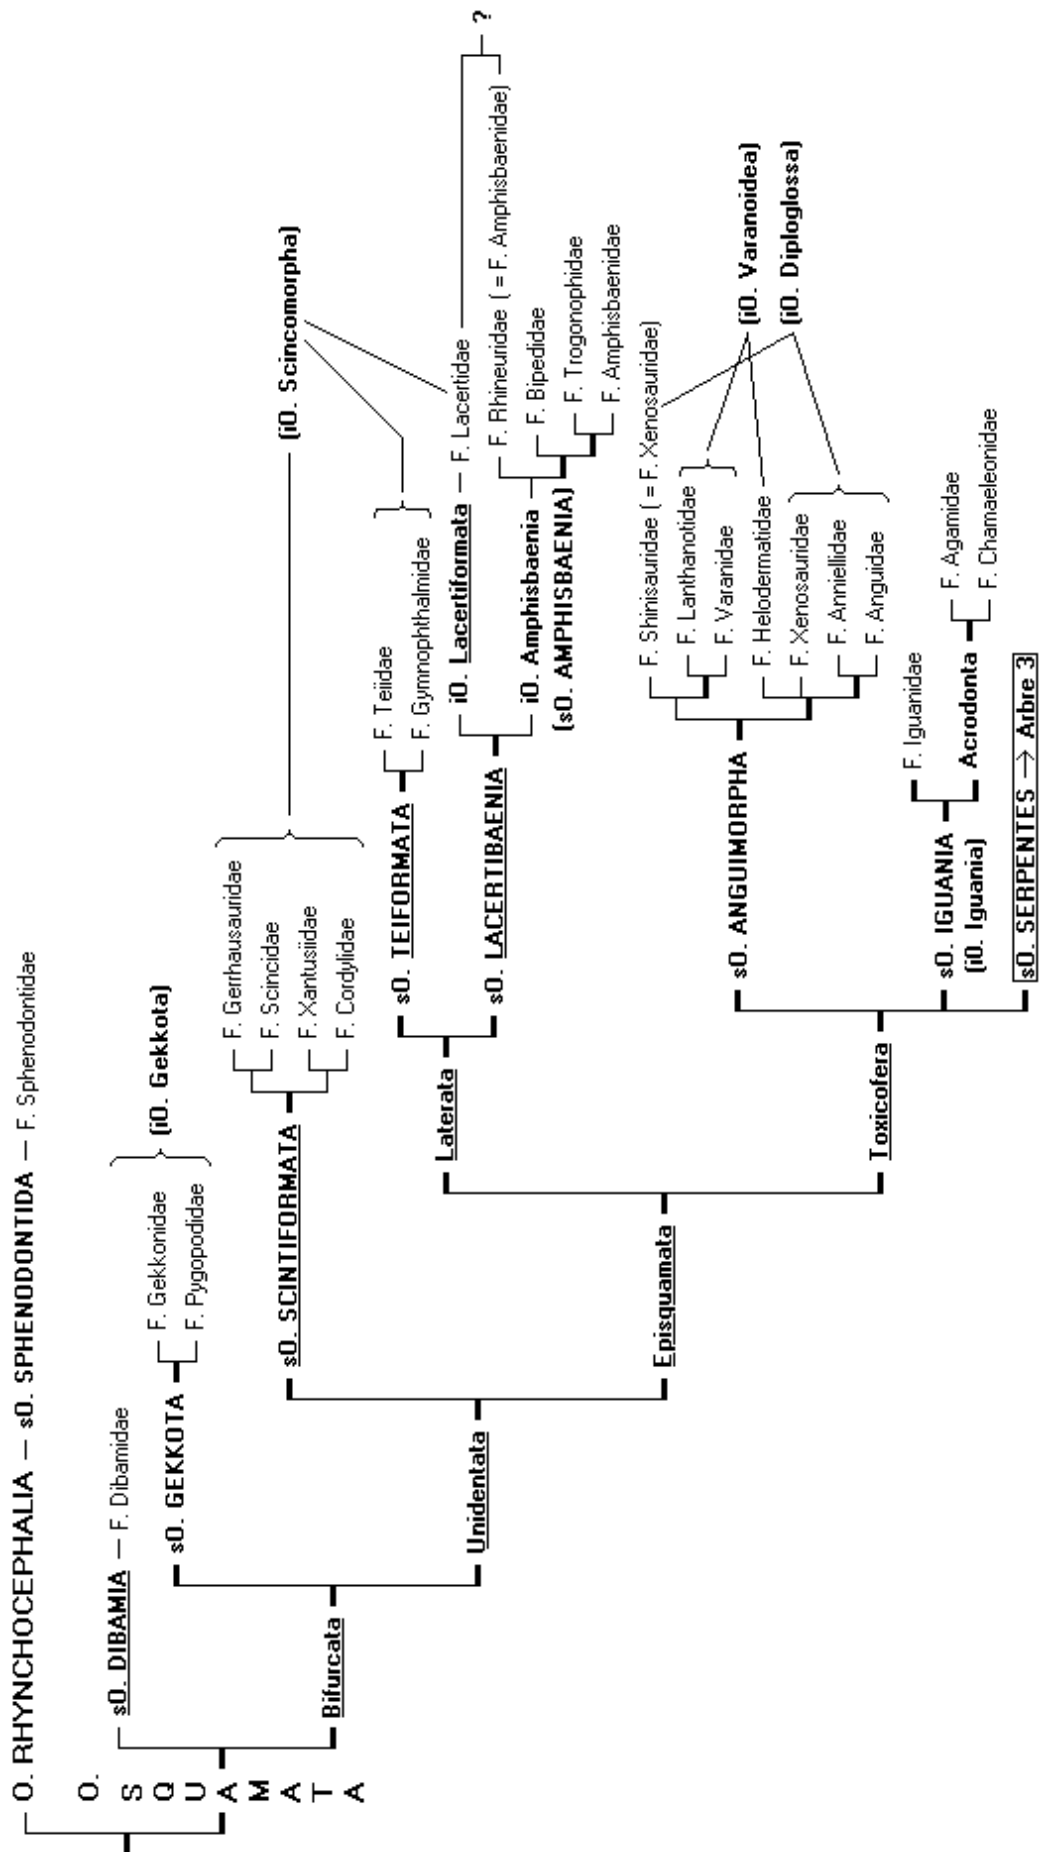 O. RHYNCHOCEPHALIA — sO. SPHENODONTIDA — F. Sphenodontidae
O.
S
Q
U
A
M
A
T
A
sO. DIBAMIA — F. Dibamidae
Bifurcata
sO. GEKKOTA
F. Gekkonidae
F. Pygopodidae
(iO. Gekkota)
Unidentata
sO. SCINTIFORMATA
F. Gerrhausauridae
F. Scincidae
F. Xantusiidae
F. Cordylidae
(iO. Scincomorpha)
Episquamata
Laterata
sO. TEIFORMATA
F. Teiidae
F. Gymnophthalmidae
sO. LACERTIBAENIA
iO. Lacertifomata — F. Lacertidae
?
iO. Amphisbaenia
(sO. AMPHISBAENIA)
F. Rhineuridae ( = F. Amphisbaenidae)
F. Bipedidae
F. Trogonophidae
F. Amphisbaenidae
Toxicofera
sO. ANGUIMORPHA
F. Shinisauridae ( = F. Xenosauridae)
F. Lanthanotidae
F. Varanidae
F. Helodermatidae
F. Xenosauridae
F. Anniellidae
F. Anguidae
(iO. Varanoidea)
(iO. Diploglossa)
sO. IGUANIA
(iO. Iguania)
F. Iguanidae
Acrodonta
F. Agamidae
F. Chamaeleonidae
sO. SERPENTES → Arbre 3